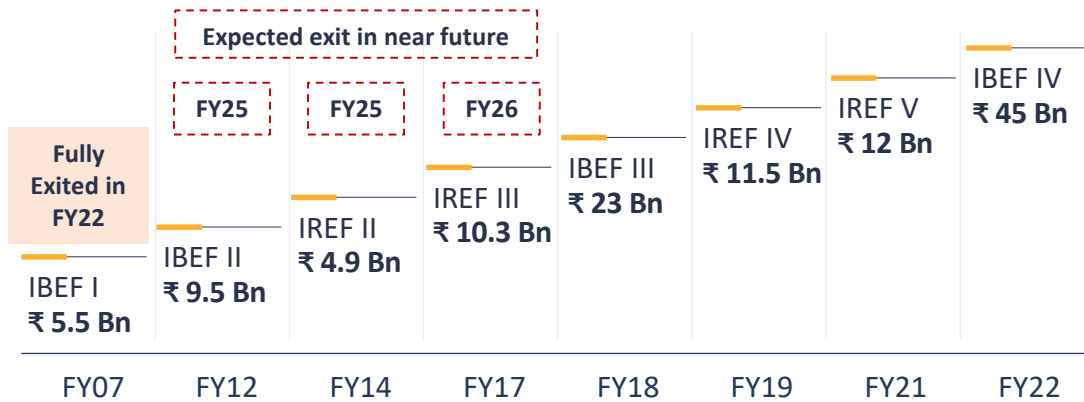 Expected exit in near future
FY25
FY25
FY26
Fully
Exited in
FY22
IBEF I
₹ 5.5 Bn
IBEF II
₹ 9.5 Bn
IREF II
₹ 4.9 Bn
IREF III
₹ 10.3 Bn
IBEF III
₹ 23 Bn
IREF IV
₹ 11.5 Bn
IREF V
₹ 12 Bn
IBEF IV
₹ 45 Bn
FY07
FY12
FY14
FY17
FY18
FY19
FY21
FY22